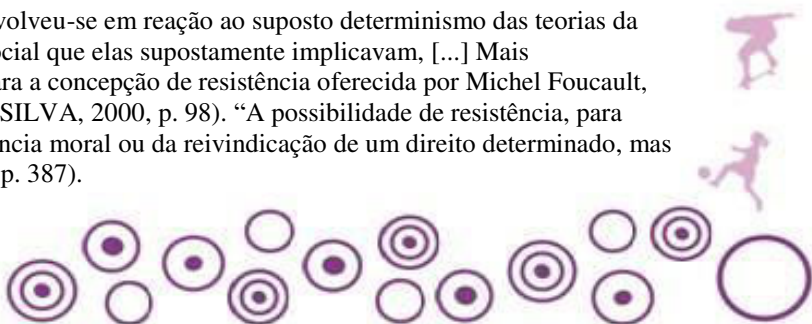 volveu-se em reação ao suposto determinismo das teorias da
ocial que elas supostamente implicavam, [...] Mais
ra a concepção de resistência oferecida por Michel Foucault,
SILVA, 2000, p. 98). “A possibilidade de resistência, para
ncia moral ou da reivindicação de um direito determinado, mas
p. 387).